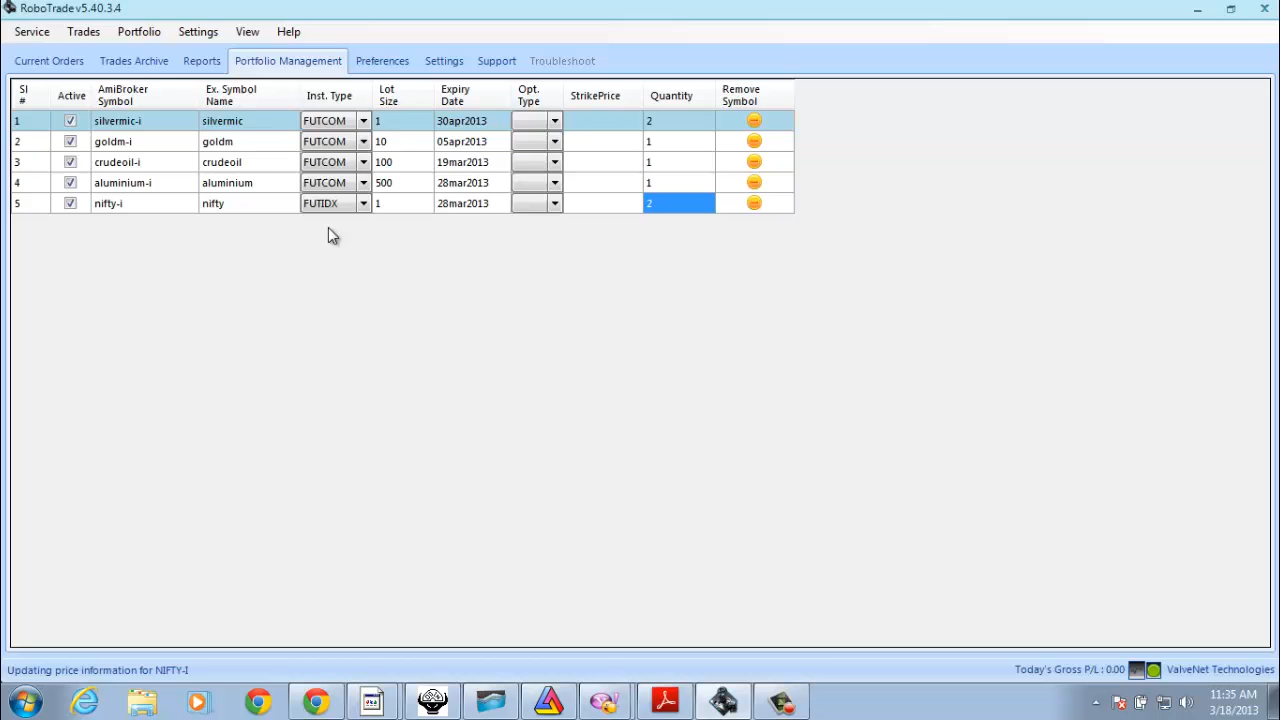 RoboTrade v5.40.3.4
Service Trades Portfolio Settings View Help
Current Orders Trades Archive Reports Portfolio Management Preferences Settings Support Troubleshoot
Sl # Active AmiBroker Symbol Ex. Symbol Name Inst. Type Lot Size Expiry Date Opt. Type StrikePrice Quantity Remove Symbol
1 silvermic-i silvermic FUTCOM 1 30apr2013 2
2 goldm-i goldm FUTCOM 10 05apr2013 1
3 crudeoil-i crudeoil FUTCOM 100 19mar2013 1
4 aluminium-i aluminium FUTCOM 500 28mar2013 1
5 nifty-i nifty FUTIDX 1 28mar2013 2
Updating price information for NIFTY-I Today's Gross P/L : 0.00 ValveNet Technologies
11:35 AM
3/18/2013